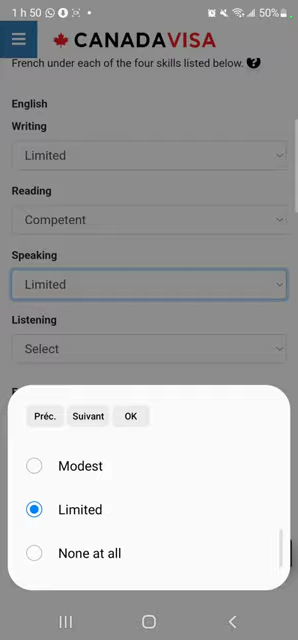 1 h 50
50%
CANADAVISA
French under each of the four skills listed below. ?
English
Writing
Limited
Reading
Competent
Speaking
Limited
Listening
Select
Préc. Suivant OK
Modest
Limited
None at all